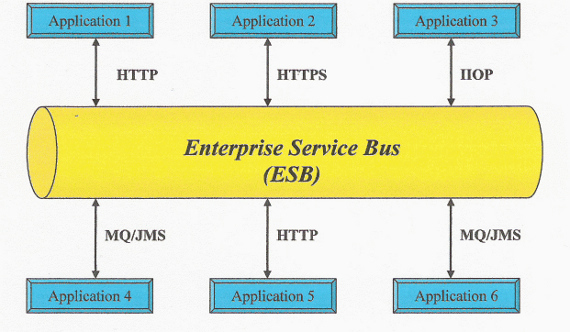 Application 1
Application 2
Application 3
HTTP
HTTPS
IIOP
Enterprise Service Bus
(ESB)
MQ/JMS
HTTP
MQ/JMS
Application 4
Application 5
Application 6